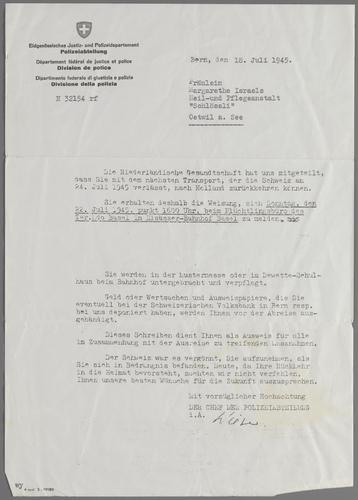 Eidgenössisches Justiz- und Polizeidepartement
Polizeiabteilung
Département fédéral de justice et police
Division de police
Dipartimento federale di giustizia e polizia
Divisione della polizia
N 32154 rf
Bern, den 18. Juli 1945.
Fräulein
Margarethe Israels
Heil-und Pflegeanstalt
"Schlössli"
Oetwil a. See
Die Niederländische Gesandtschaft hat uns mitgeteilt,
dass Sie mit dem nächsten Transport, der die Schweiz am
24. Juli 1945 verlässt, nach Holland zurückkehren können.
Sie erhalten deshalb die Weisung, sich Sonntag, den
22. Juli 1945, punkt 1600 Uhr, beim Flüchtlingsbüro des
Ter. Kdo Basel im Elsässer-Bahnhof Basel zu melden.
Sie werden in der Mustermesse oder im Dewette-Schul-
haus beim Bahnhof untergebracht und verpflegt.
Geld oder Wertsachen und Ausweispapiere, die Sie
eventuell bei der Schweizerischen Volksbank in Bern resp.
bei uns deponiert haben, werden Ihnen vor der Abreise aus-
gehändigt.
Dieses Schreiben dient Ihnen als Ausweis für alle
im Zusammenhang mit der Ausreise zu treffenden Massnahmen.
Der Schweiz war es vergönnt, Sie aufzunehmen, als
Sie sich in Bedrängnis befanden. Heute, da Ihre Rückkehr
in die Heimat bevorsteht, möchten wir nicht verfehlen,
Ihnen unsere besten Wünsche für die Zukunft auszusprechen.
Mit vorzüglicher Hochachtung
DER CHEF DER POLIZEIABTEILUNG
i.A.